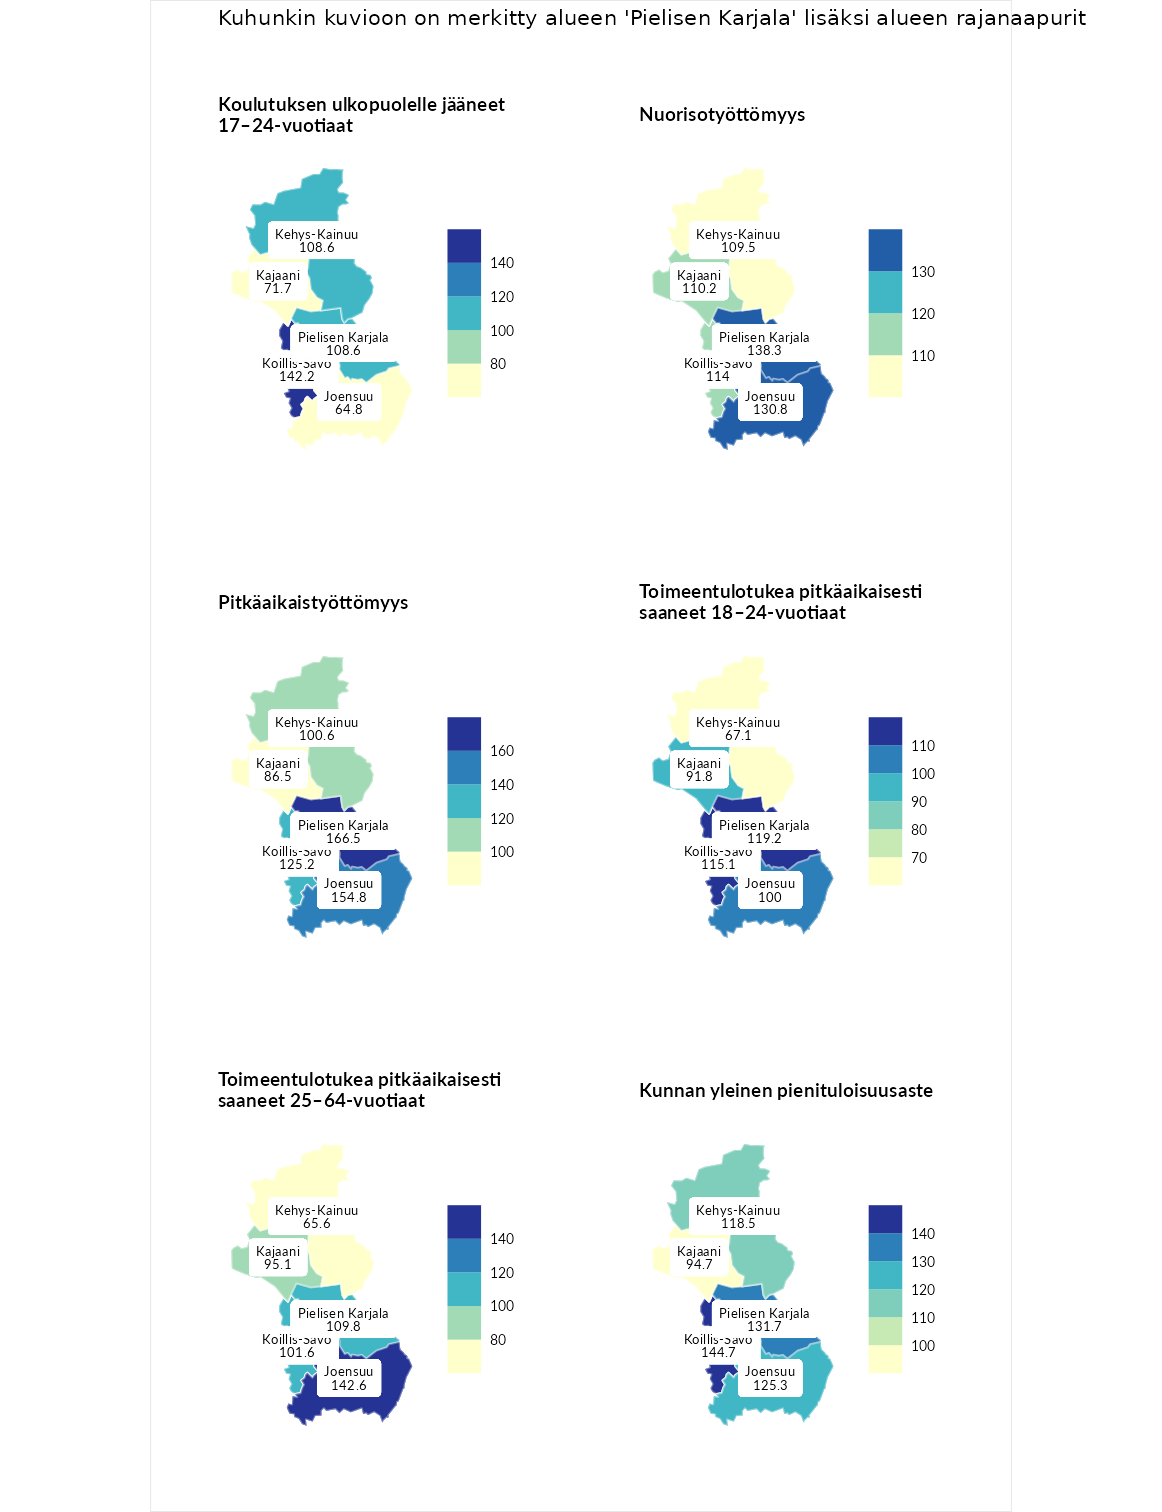 Kuhunkin kuvioon on merkitty alueen 'Pielisen Karjala' lisäksi alueen rajanaapurit
Koulutuksen ulkopuolelle jääneet
17–24-vuotiaat
Kehys-Kainuu
108.6
Kajaani
71.7
Pielisen Karjala
108.6
Koillis-Savo
142.2
Joensuu
64.8
140
120
100
80
Nuorisotyöttömyys
Kehys-Kainuu
109.5
Kajaani
110.2
Pielisen Karjala
138.3
Koillis-Savo
114
Joensuu
130.8
130
120
110
Pitkäaikaistyöttömyys
Kehys-Kainuu
100.6
Kajaani
86.5
Pielisen Karjala
166.5
Koillis-Savo
125.2
Joensuu
154.8
160
140
120
100
Toimeentulotukea pitkäaikaisesti
saaneet 18–24-vuotiaat
Kehys-Kainuu
67.1
Kajaani
91.8
Pielisen Karjala
119.2
Koillis-Savo
115.1
Joensuu
100
110
100
90
80
70
Toimeentulotukea pitkäaikaisesti
saaneet 25–64-vuotiaat
Kehys-Kainuu
65.6
Kajaani
95.1
Pielisen Karjala
109.8
Koillis-Savo
101.6
Joensuu
142.6
140
120
100
80
Kunnan yleinen pienituloisuusaste
Kehys-Kainuu
118.5
Kajaani
94.7
Pielisen Karjala
131.7
Koillis-Savo
144.7
Joensuu
125.3
140
130
120
110
100